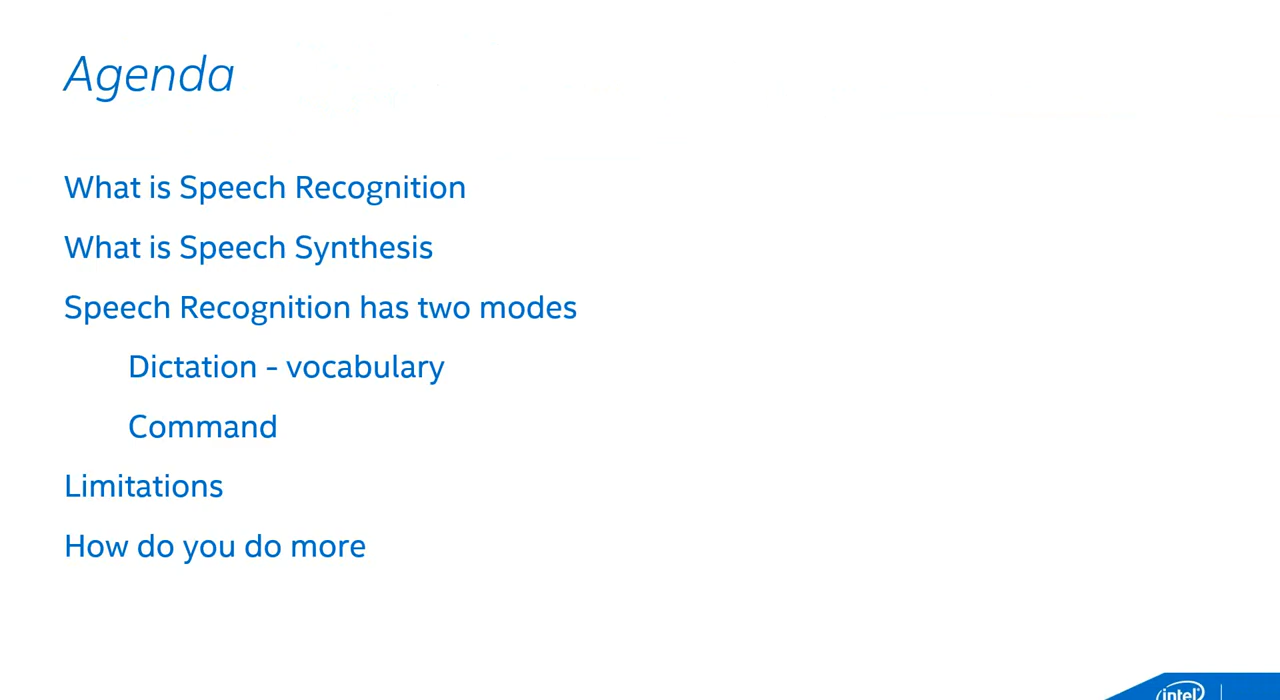 Agenda
What is Speech Recognition
What is Speech Synthesis
Speech Recognition has two modes
Dictation - vocabulary
Command
Limitations
How do you do more
intel